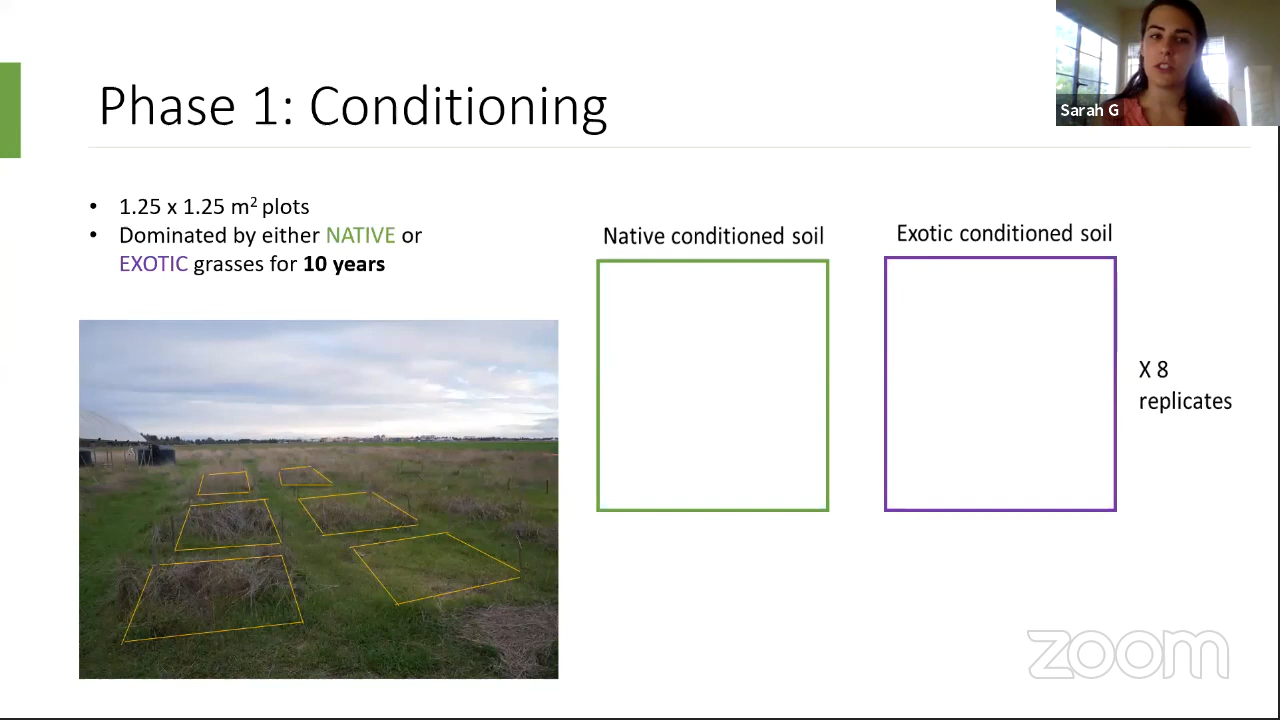 Phase 1: Conditioning
Sarah G
• 1.25 x 1.25 m² plots
• Dominated by either NATIVE or
EXOTIC grasses for 10 years
Native conditioned soil
Exotic conditioned soil
X 8
replicates
zoom